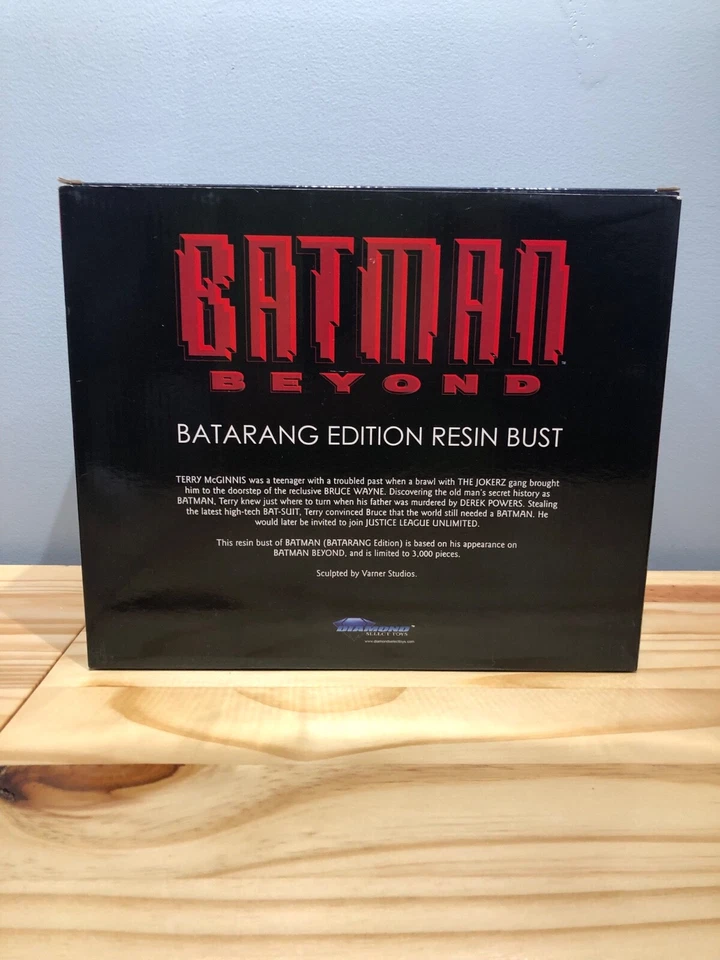 BATMAN
BEYOND
BATARANG EDITION RESIN BUST
TERRY McGINNIS was a teenager with a troubled past when a brawl with THE JOKERZ gang brought
him to the doorstep of the reclusive BRUCE WAYNE. Discovering the old man's secret history as
BATMAN, Terry knew just where to turn when his father was murdered by DEREK POWERS. Stealing
the latest high-tech BAT-SUIT, Terry convinced Bruce that the world still needed a BATMAN. He
would later be invited to join JUSTICE LEAGUE UNLIMITED.
This resin bust of BATMAN (BATARANG Edition) is based on his appearance on
BATMAN BEYOND, and is limited to 3,000 pieces.
Sculpted by Varner Studios.
DIAMOND
SELECT TOYS
www.diamondselecttoys.com